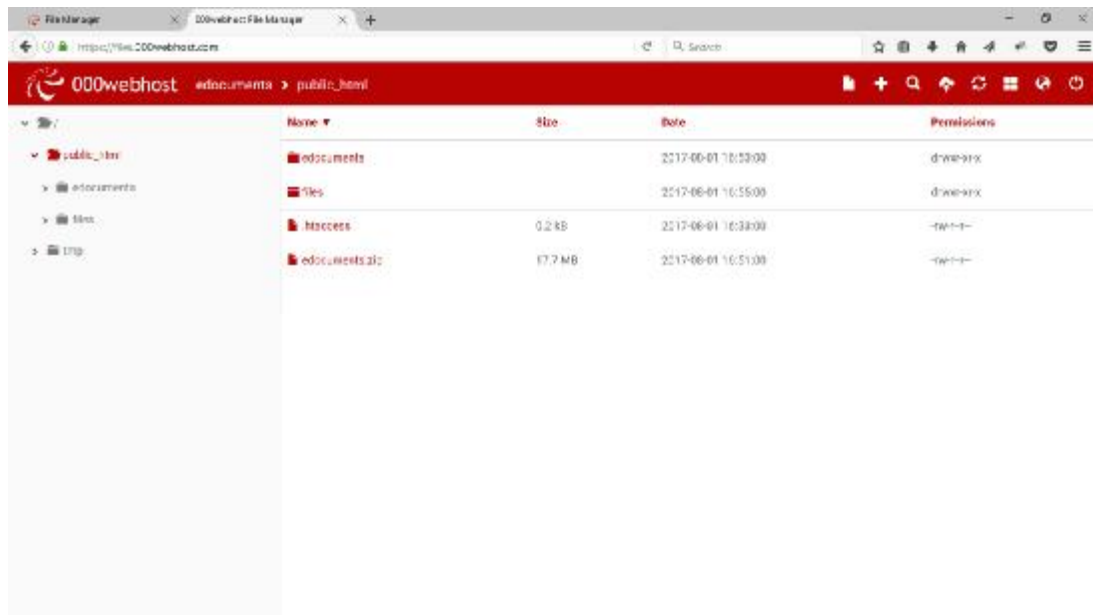 File Manager
000webhost File Manager
https://files.000webhost.com
Search
000webhost edocuments > public_html
/
public_html
edocuments
files
tmp
Name ▼ Size Date Permissions
edocuments 2017-08-01 16:53:00 drwxr-xr-x
files 2017-08-01 16:55:00 drwxr-xr-x
.htaccess 0.2 kB 2017-08-01 16:33:00 -rw-r--r--
edocuments.zip 2017-08-01 16:51:00 -rw-r--r--